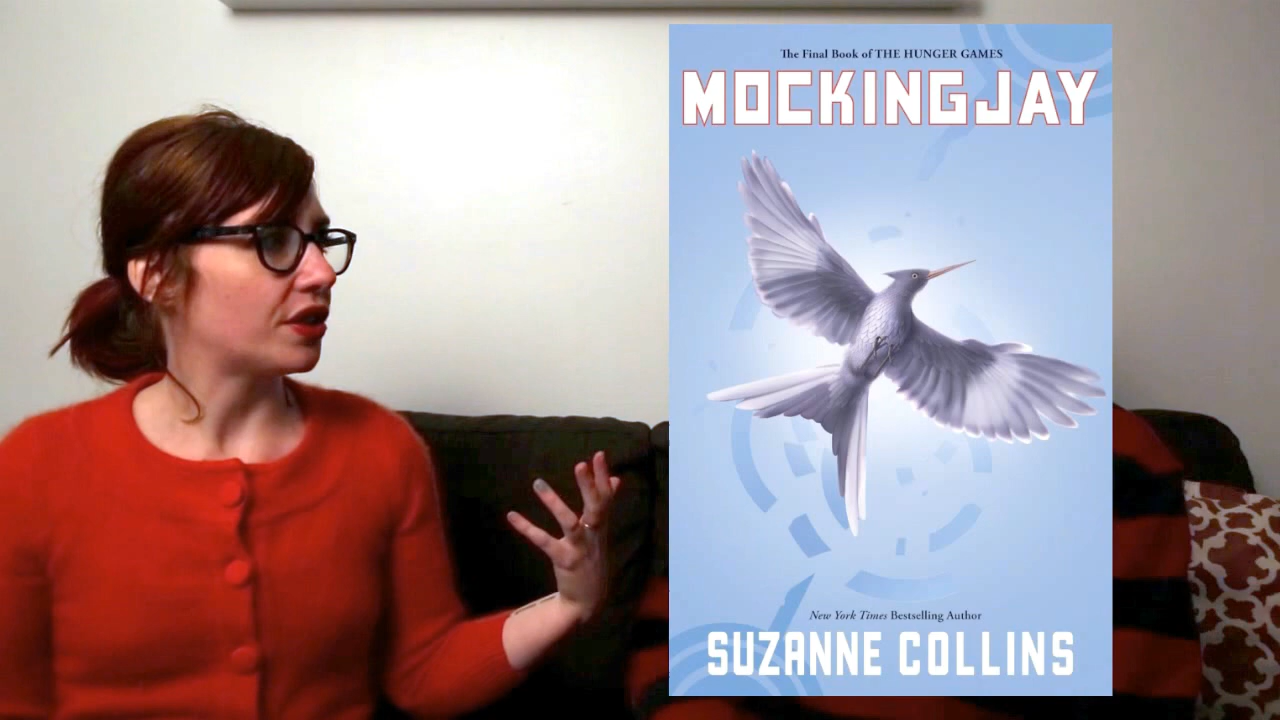 The Final Book of THE HUNGER GAMES
MOCKINGJAY
New York Times Bestselling Author
SUZANNE COLLINS